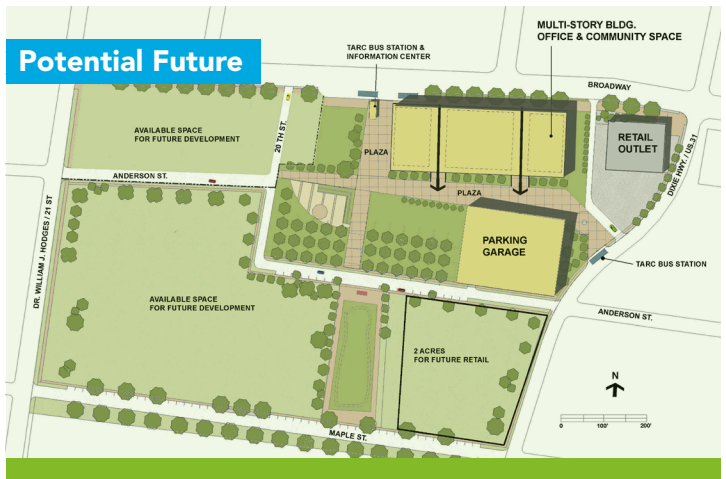 Potential Future
TARC BUS STATION &
INFORMATION CENTER
MULTI-STORY BLDG.
OFFICE & COMMUNITY SPACE
BROADWAY
AVAILABLE SPACE
FOR FUTURE DEVELOPMENT
20 TH ST.
PLAZA
RETAIL
OUTLET
DIXIE HWY. / US 31
ANDERSON ST.
PLAZA
DR. WILLIAM J. HODGES / 21 ST
PARKING
GARAGE
TARC BUS STATION
AVAILABLE SPACE
FOR FUTURE DEVELOPMENT
ANDERSON ST.
2 ACRES
FOR FUTURE RETAIL
N
0 100' 200'
MAPLE ST.